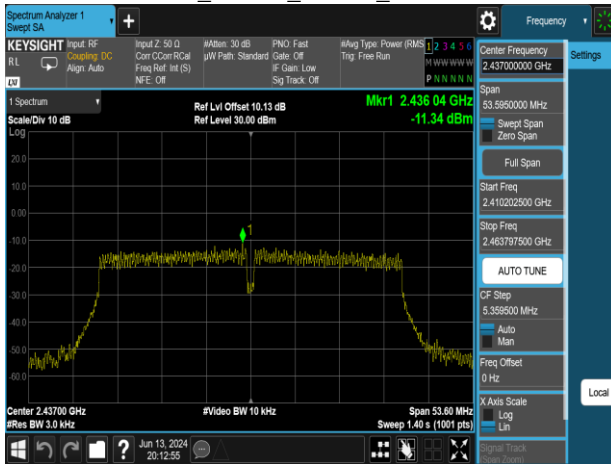 Spectrum Analyzer 1
Swept SA
+
Frequency
KEYSIGHT
RL
LXI
Input: RF
Coupling: DC
Align: Auto
Input Z: 50 Ω
Corr CCorr RCal
Freq Ref: Int (S)
NFE: Off
#Atten: 30 dB
µW Path: Standard
PNO: Fast
Gate: Off
IF Gain: Low
Sig Track: Off
#Avg Type: Power (RMS
Trig: Free Run
1 2 3 4 5 6
M W W W W W
P N N N N N
Center Frequency
2.437000000 GHz
Settings
1 Spectrum
Scale/Div 10 dB
Log
Ref Lvl Offset 10.13 dB
Ref Level 30.00 dBm
Mkr1 2.436 04 GHz
-11.34 dBm
Span
53.5950000 MHz
Swept Span
Zero Span
Full Span
Start Freq
2.410202500 GHz
Stop Freq
2.463797500 GHz
AUTO TUNE
CF Step
5.359500 MHz
Auto
Man
Freq Offset
0 Hz
X Axis Scale
Log
Lin
Signal Track
(Span Zoom)
Local
20.0
10.0
0.00
-10.0
-20.0
-30.0
-40.0
-50.0
-60.0
1
Center 2.43700 GHz
#Res BW 3.0 kHz
#Video BW 10 kHz
Span 53.60 MHz
Sweep 1.40 s (1001 pts)
?
Jun 13, 2024
20:12:55